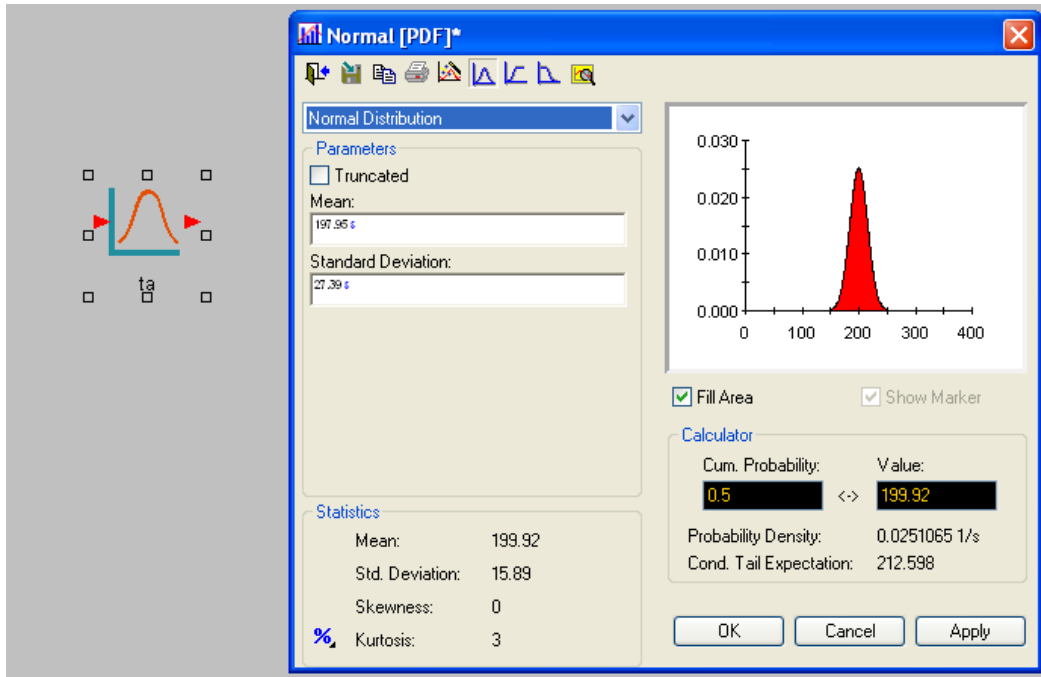 Normal [PDF]*
Normal Distribution
Parameters
Truncated
Mean:
197.95 s
Standard Deviation:
27.39 s
Statistics
Mean: 199.92
Std. Deviation: 15.89
Skewness: 0
%
Kurtosis: 3
ta
0.030
0.020
0.010
0.000
0 100 200 300 400
Fill Area Show Marker
Calculator
Cum. Probability: Value:
0.5 <-> 199.92
Probability Density: 0.0251065 1/s
Cond. Tail Expectation: 212.598
OK Cancel Apply